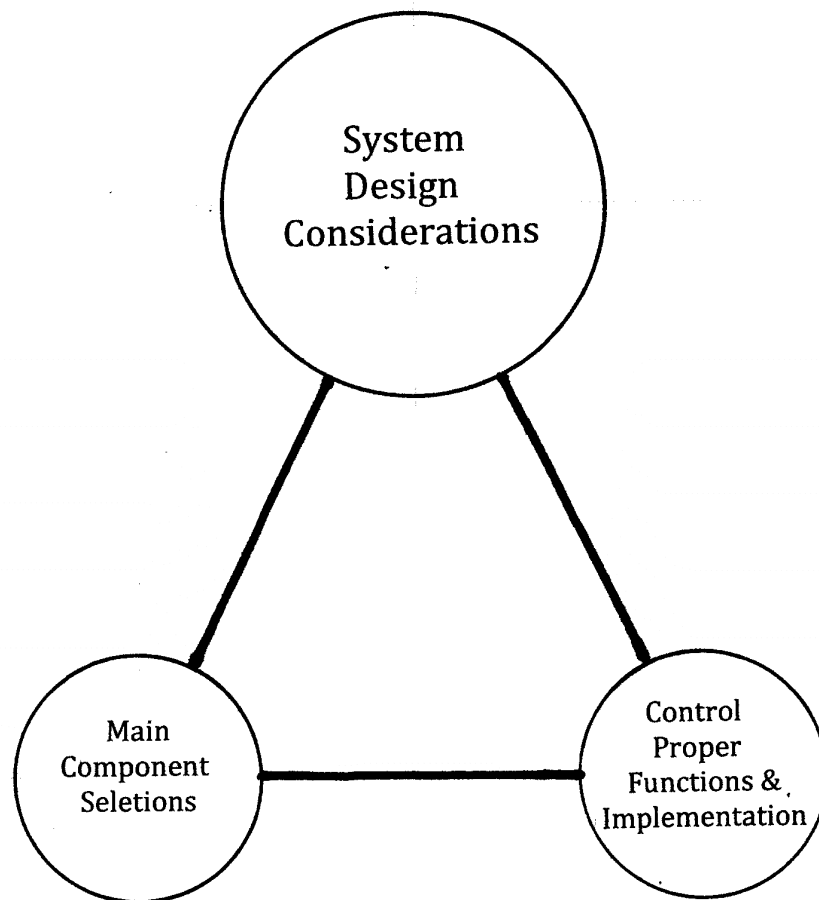 System
Design
Considerations
Main
Component
Seletions
Control
Proper
Functions &
Implementation